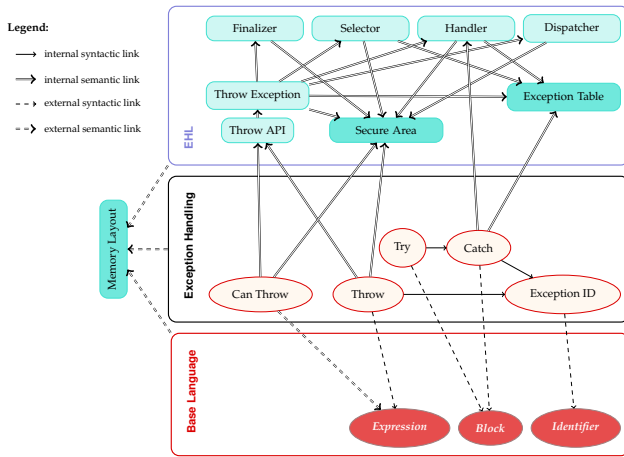 Legend:
internal syntactic link
internal semantic link
external syntactic link
external semantic link
Finalizer
Selector
Handler
Dispatcher
Throw Exception
Exception Table
Throw API
Secure Area
EHL
Memory Layout
Exception Handling
Try
Catch
Can Throw
Throw
Exception ID
Base Language
Expression
Block
Identifier